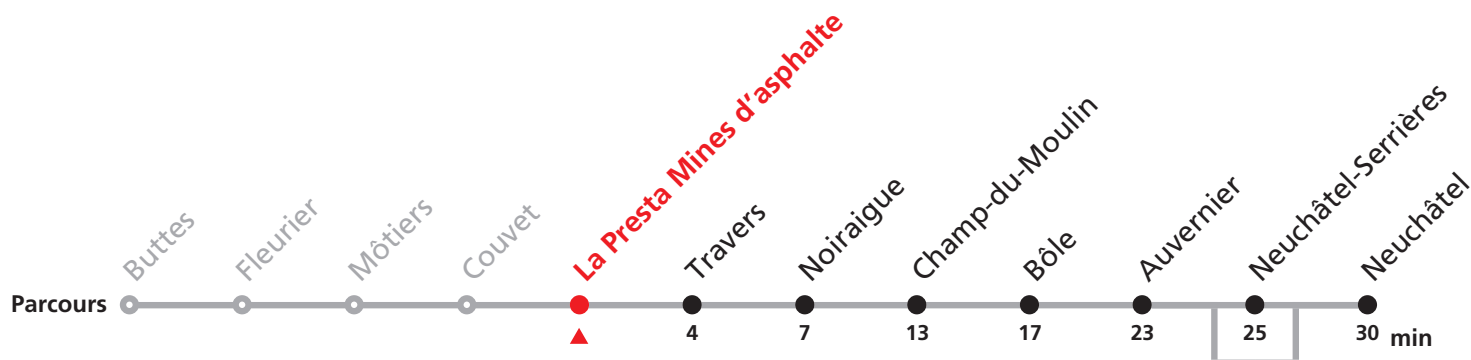 Buttes
Fleurier
Môtiers
Couvet
La Presta Mines d'asphalte
Travers
Noiraigue
Champ-du-Moulin
Bôle
Auvernier
Neuchâtel-Serrières
Neuchâtel
Parcours
4 7 13 17 23 25 30 min